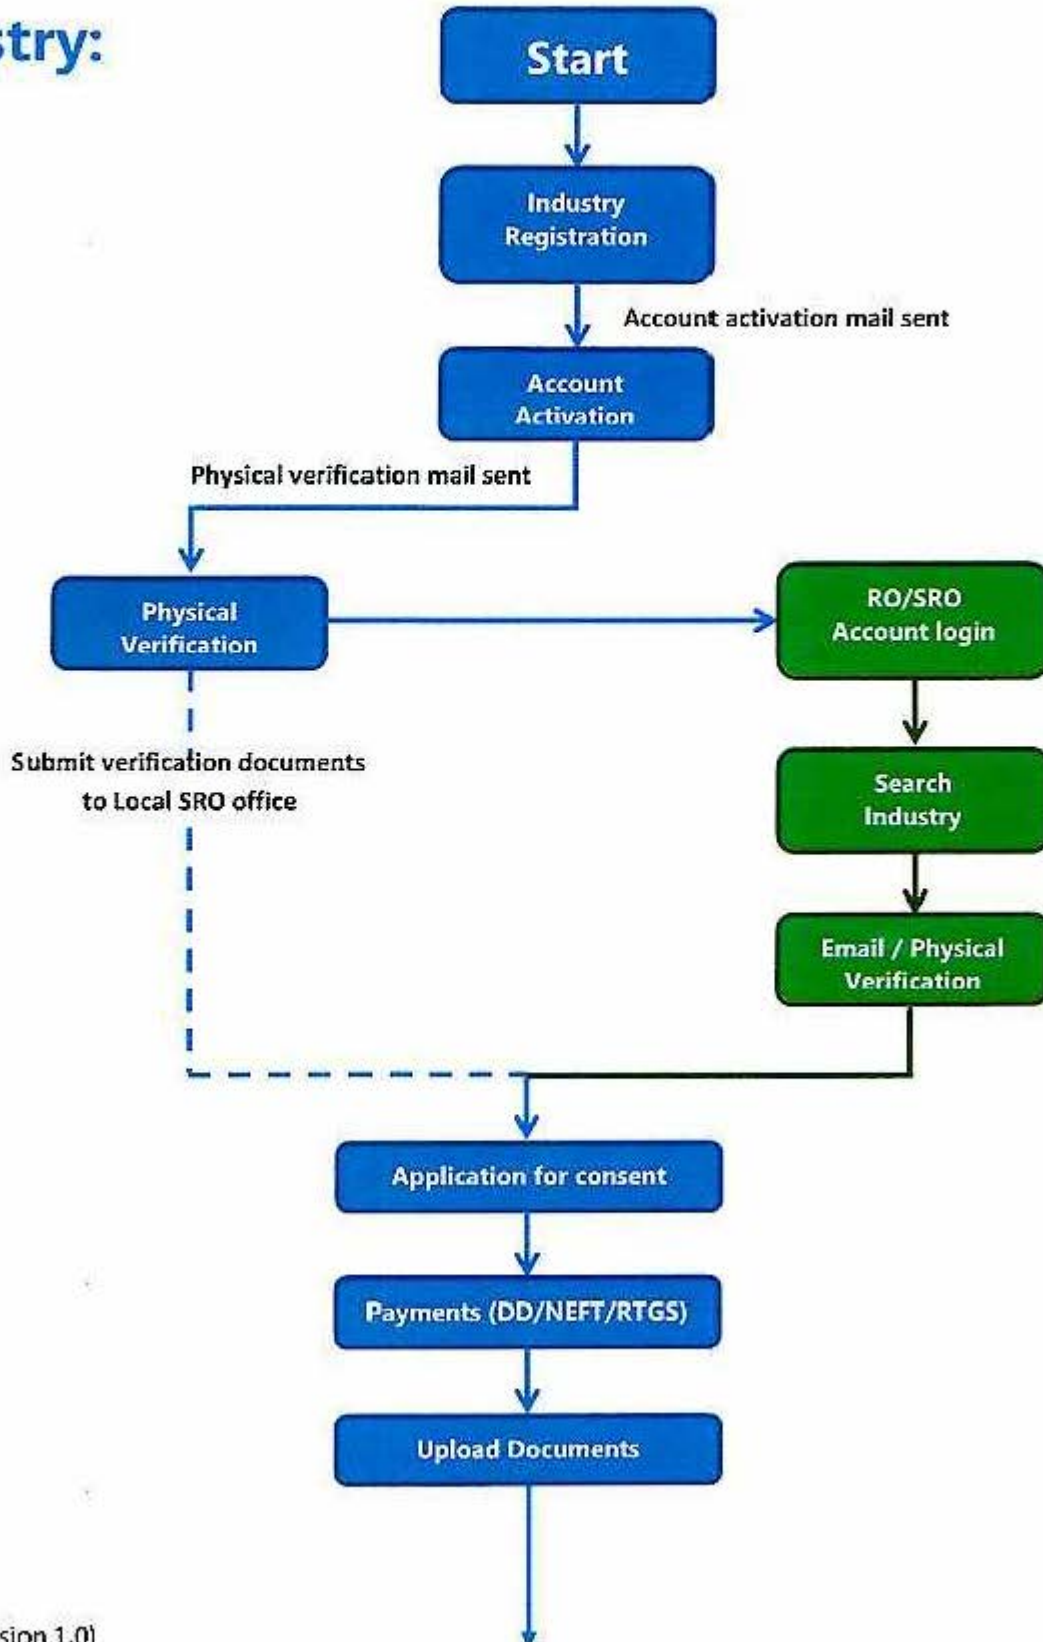 stry:
Start
Industry
Registration
Account activation mail sent
Account
Activation
Physical verification mail sent
Physical
Verification
RO/SRO
Account login
Submit verification documents
to Local SRO office
Search
Industry
Email / Physical
Verification
Application for consent
Payments (DD/NEFT/RTGS)
Upload Documents
sion 1.0)